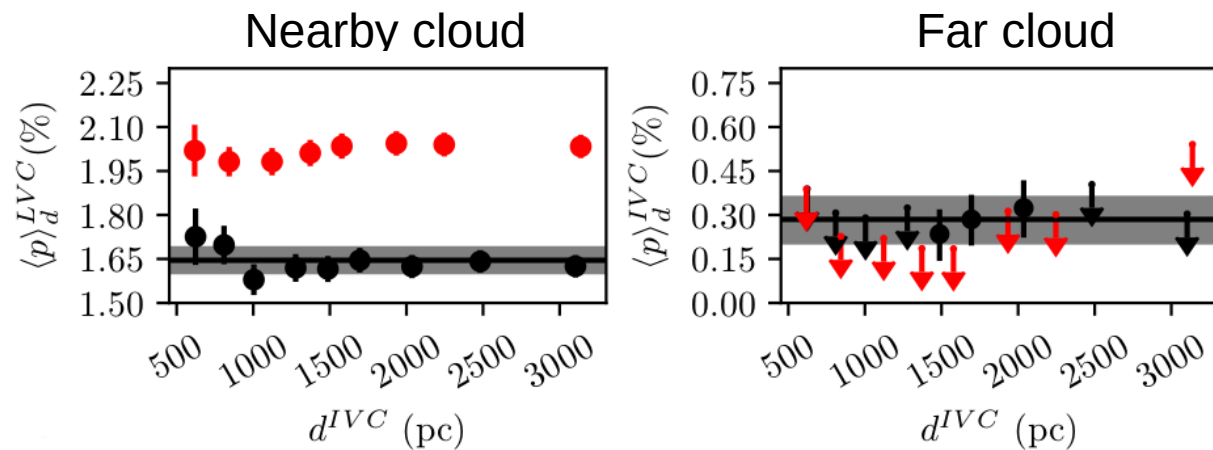 Nearby cloud
⟨p⟩_d^{LVC}(%)
2.25
2.10
1.95
1.80
1.65
1.50
500 1000 1500 2000 2500 3000
d^{IVC} (pc)
Far cloud
⟨p⟩_d^{IVC}(%)
0.75
0.60
0.45
0.30
0.15
0.00
500 1000 1500 2000 2500 3000
d^{IVC} (pc)